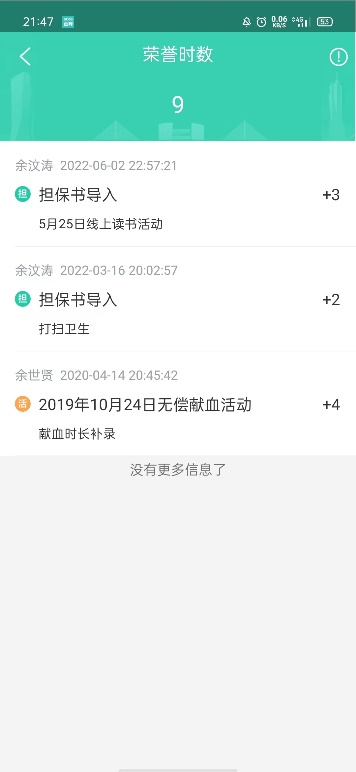 21:47
0.06
KB/S
4G
53
荣誉时数
9
余汶涛 2022-06-02 22:57:21
担 担保书导入 +3
5月25日线上读书活动
余汶涛 2022-03-16 20:02:57
担 担保书导入 +2
打扫卫生
余世贤 2020-04-14 20:45:42
活 2019年10月24日无偿献血活动 +4
献血时长补录
没有更多信息了